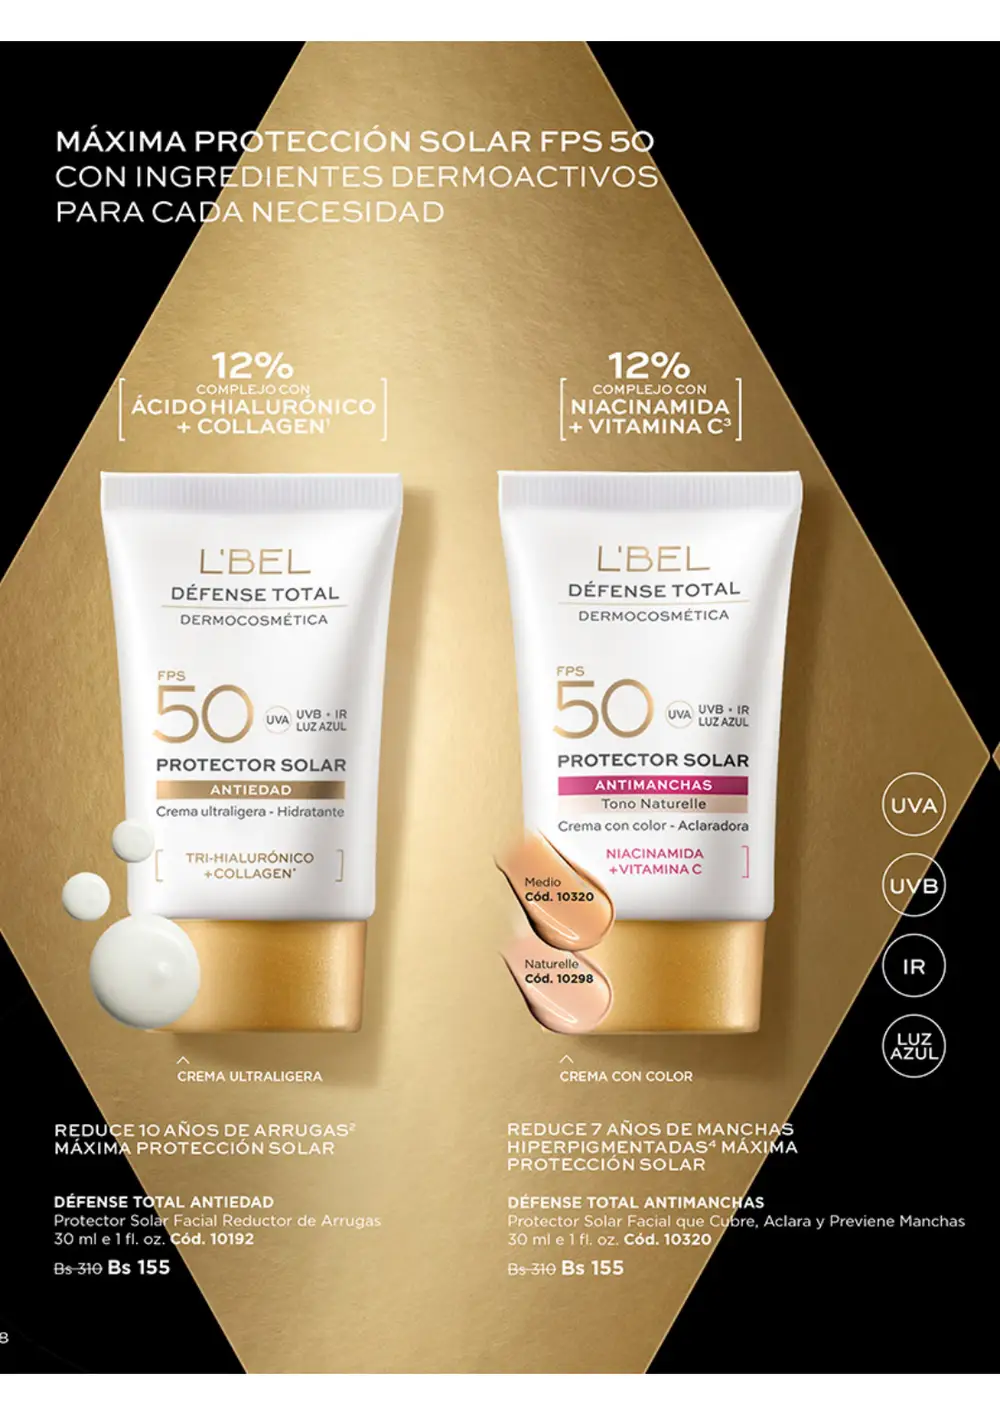 MÁXIMA PROTECCIÓN SOLAR FPS 50
CON INGREDIENTES DERMOACTIVOS
PARA CADA NECESIDAD
12%
COMPLEJO CON
ÁCIDO HIALURÓNICO
+ COLLAGEN¹
12%
COMPLEJO CON
NIACINAMIDA
+ VITAMINA C³
L'BEL
DÉFENSE TOTAL
DERMOCOSMÉTICA
FPS
50
UVA
UVB + IR
LUZ AZUL
PROTECTOR SOLAR
ANTIEDAD
Crema ultraligera - Hidratante
TRI-HIALURÓNICO
+COLLAGEN*
L'BEL
DÉFENSE TOTAL
DERMOCOSMÉTICA
FPS
50
UVA
UVB + IR
LUZ AZUL
PROTECTOR SOLAR
ANTIMANCHAS
Tono Naturelle
Crema con color - Aclaradora
NIACINAMIDA
+VITAMINA C
Medio
Cód. 10320
Naturelle
Cód. 10298
UVA
UVB
IR
LUZ
AZUL
CREMA ULTRALIGERA
CREMA CON COLOR
REDUCE 10 AÑOS DE ARRUGAS²
MÁXIMA PROTECCIÓN SOLAR
DÉFENSE TOTAL ANTIEDAD
Protector Solar Facial Reductor de Arrugas
30 ml e 1 fl. oz. Cód. 10192
Bs 310 Bs 155
REDUCE 7 AÑOS DE MANCHAS
HIPERPIGMENTADAS⁴ MÁXIMA
PROTECCIÓN SOLAR
DÉFENSE TOTAL ANTIMANCHAS
Protector Solar Facial que Cubre, Aclara y Previene Manchas
30 ml e 1 fl. oz. Cód. 10320
Bs 310 Bs 155
8